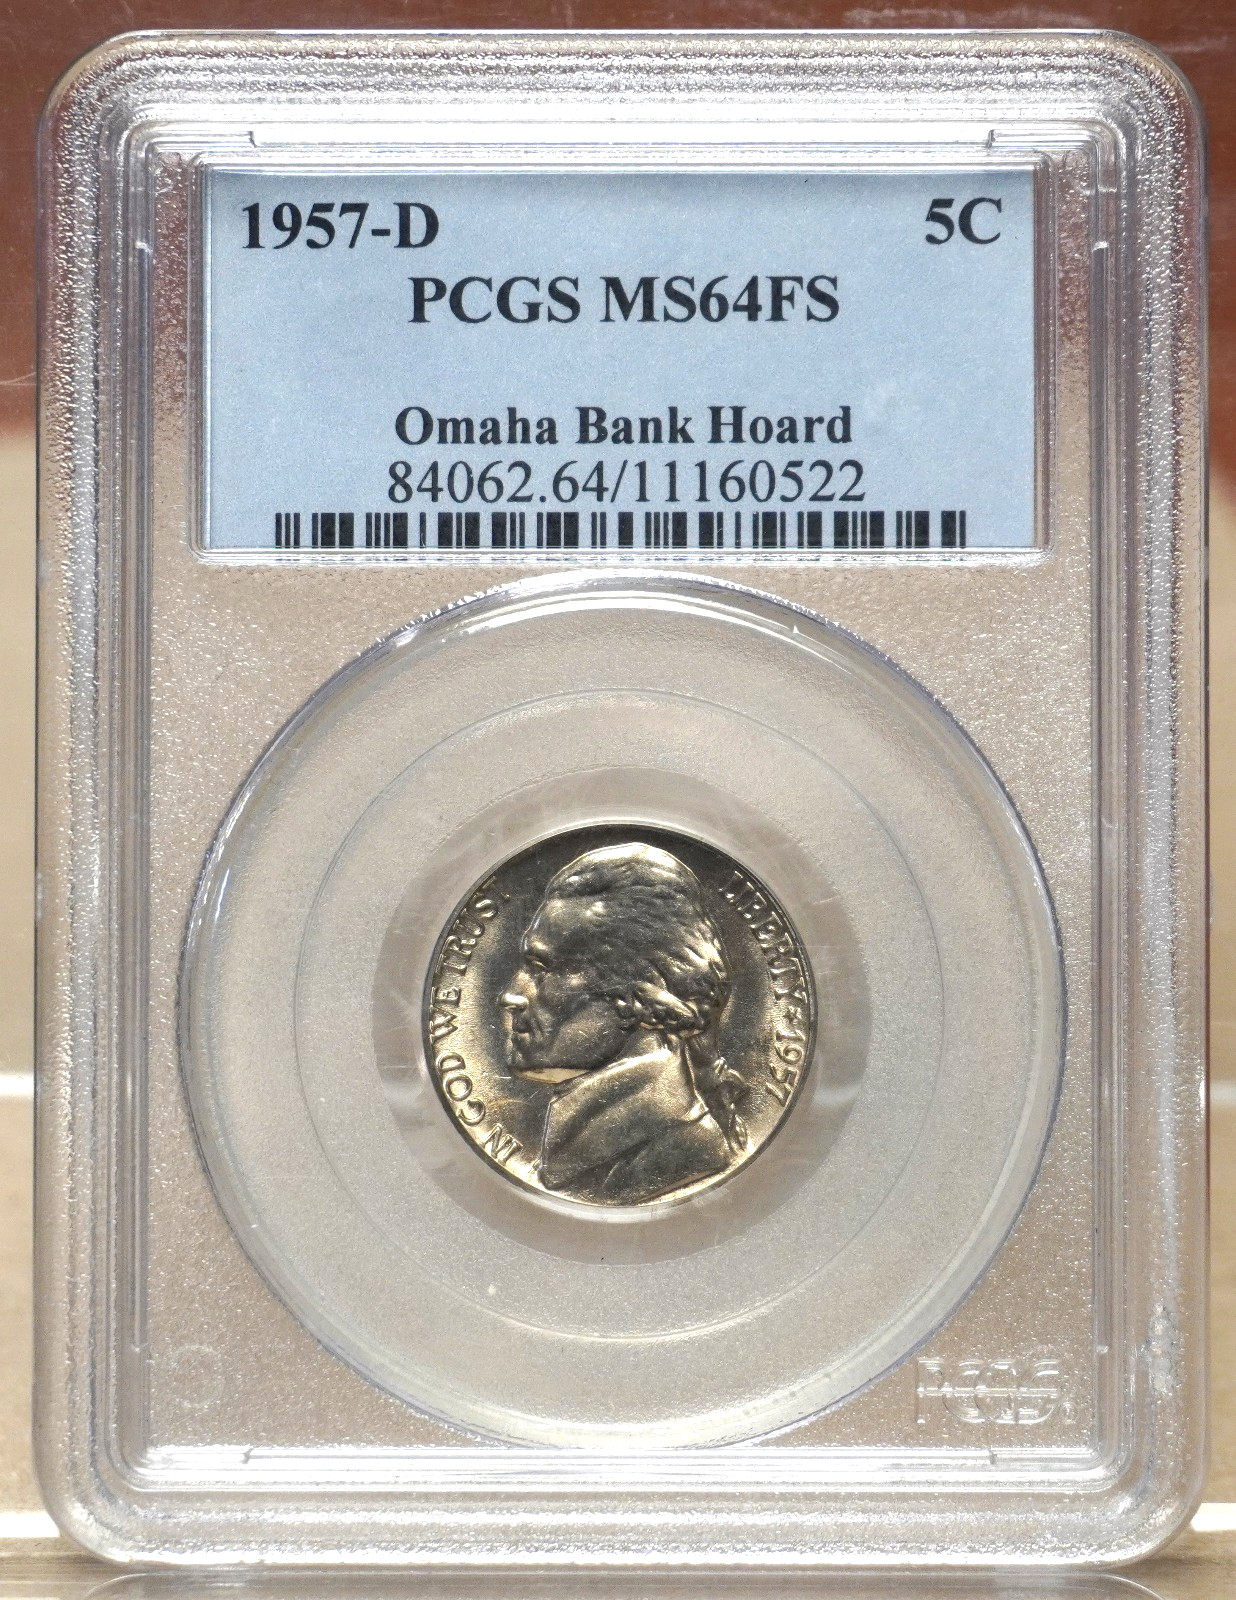 1957-D 5C
PCGS MS64FS
Omaha Bank Hoard
84062.64/11160522
IN GOD WE TRUST
LIBERTY ★ 1957
PCGS